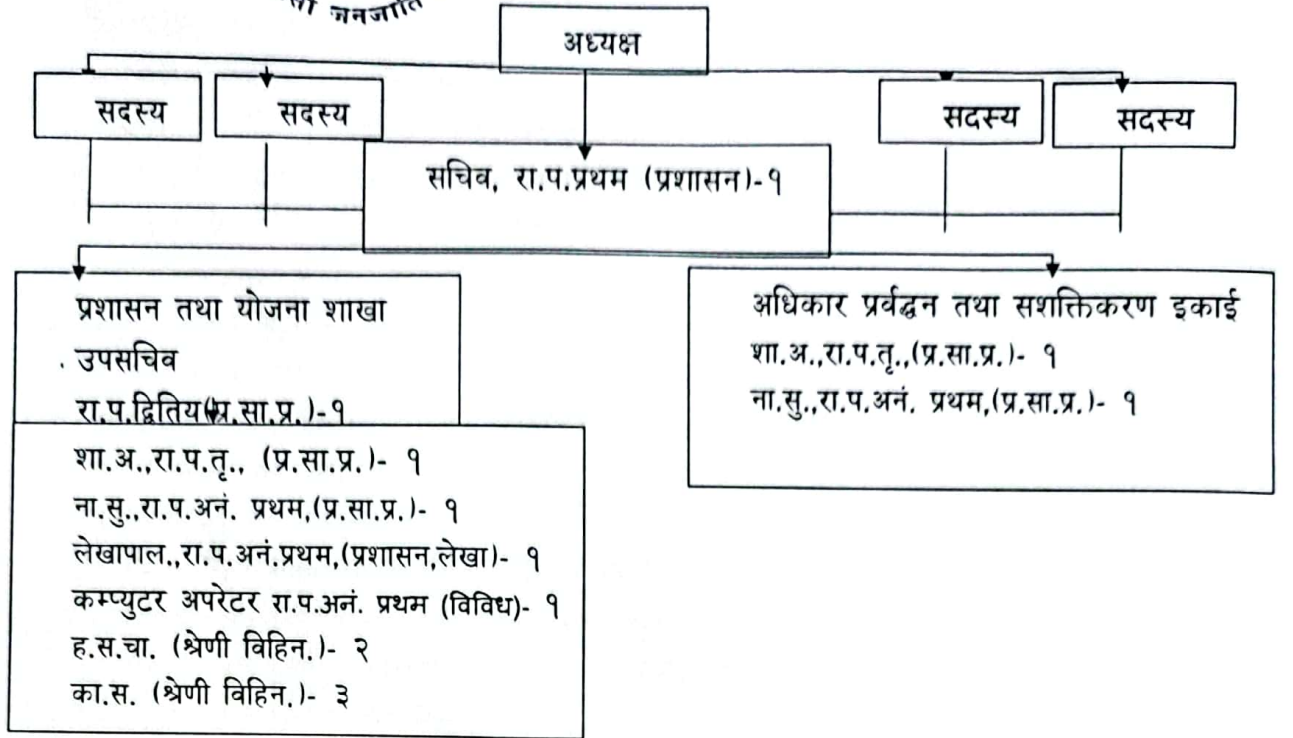 जनजाति
अध्यक्ष
सदस्य
सदस्य
सदस्य
सदस्य
सचिव, रा.प.प्रथम (प्रशासन)-१
प्रशासन तथा योजना शाखा
उपसचिव
रा.प.द्वितिय(प्र.सा.प्र.)-१
शा.अ.,रा.प.तृ., (प्र.सा.प्र.)- १
ना.सु.,रा.प.अनं. प्रथम,(प्र.सा.प्र.)- १
लेखापाल.,रा.प.अनं.प्रथम,(प्रशासन,लेखा)- १
कम्प्युटर अपरेटर रा.प.अनं. प्रथम (विविध)- १
ह.स.चा. (श्रेणी विहिन.)- २
का.स. (श्रेणी विहिन.)- ३
अधिकार प्रर्वद्धन तथा सशक्तिकरण इकाई
शा.अ.,रा.प.तृ.,(प्र.सा.प्र.)- १
ना.सु.,रा.प.अनं. प्रथम,(प्र.सा.प्र.)- १